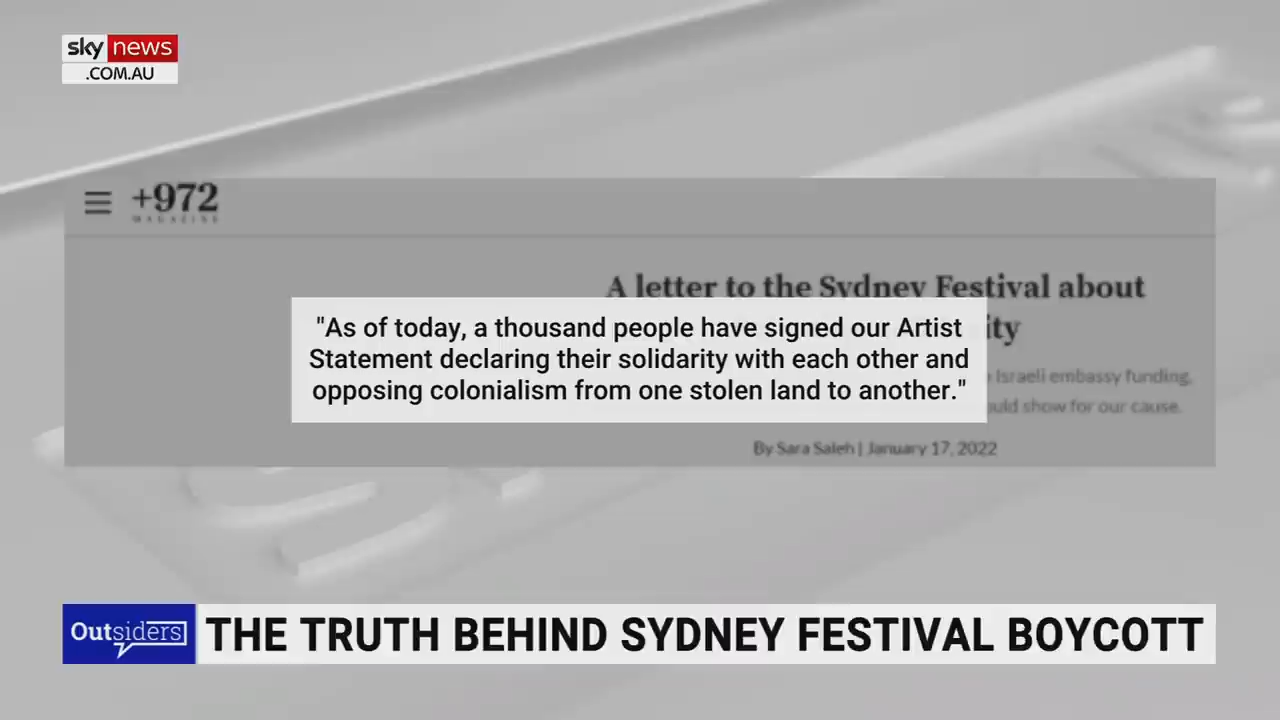 sky news
.COM.AU
+972
MAGAZINE
A letter to the Sydney Festival about
"As of today, a thousand people have signed our Artist
Statement declaring their solidarity with each other and
opposing colonialism from one stolen land to another."
Israeli embassy funding,
show for our cause.
By Sara Saleh | January 17, 2022
Outsiders
THE TRUTH BEHIND SYDNEY FESTIVAL BOYCOTT